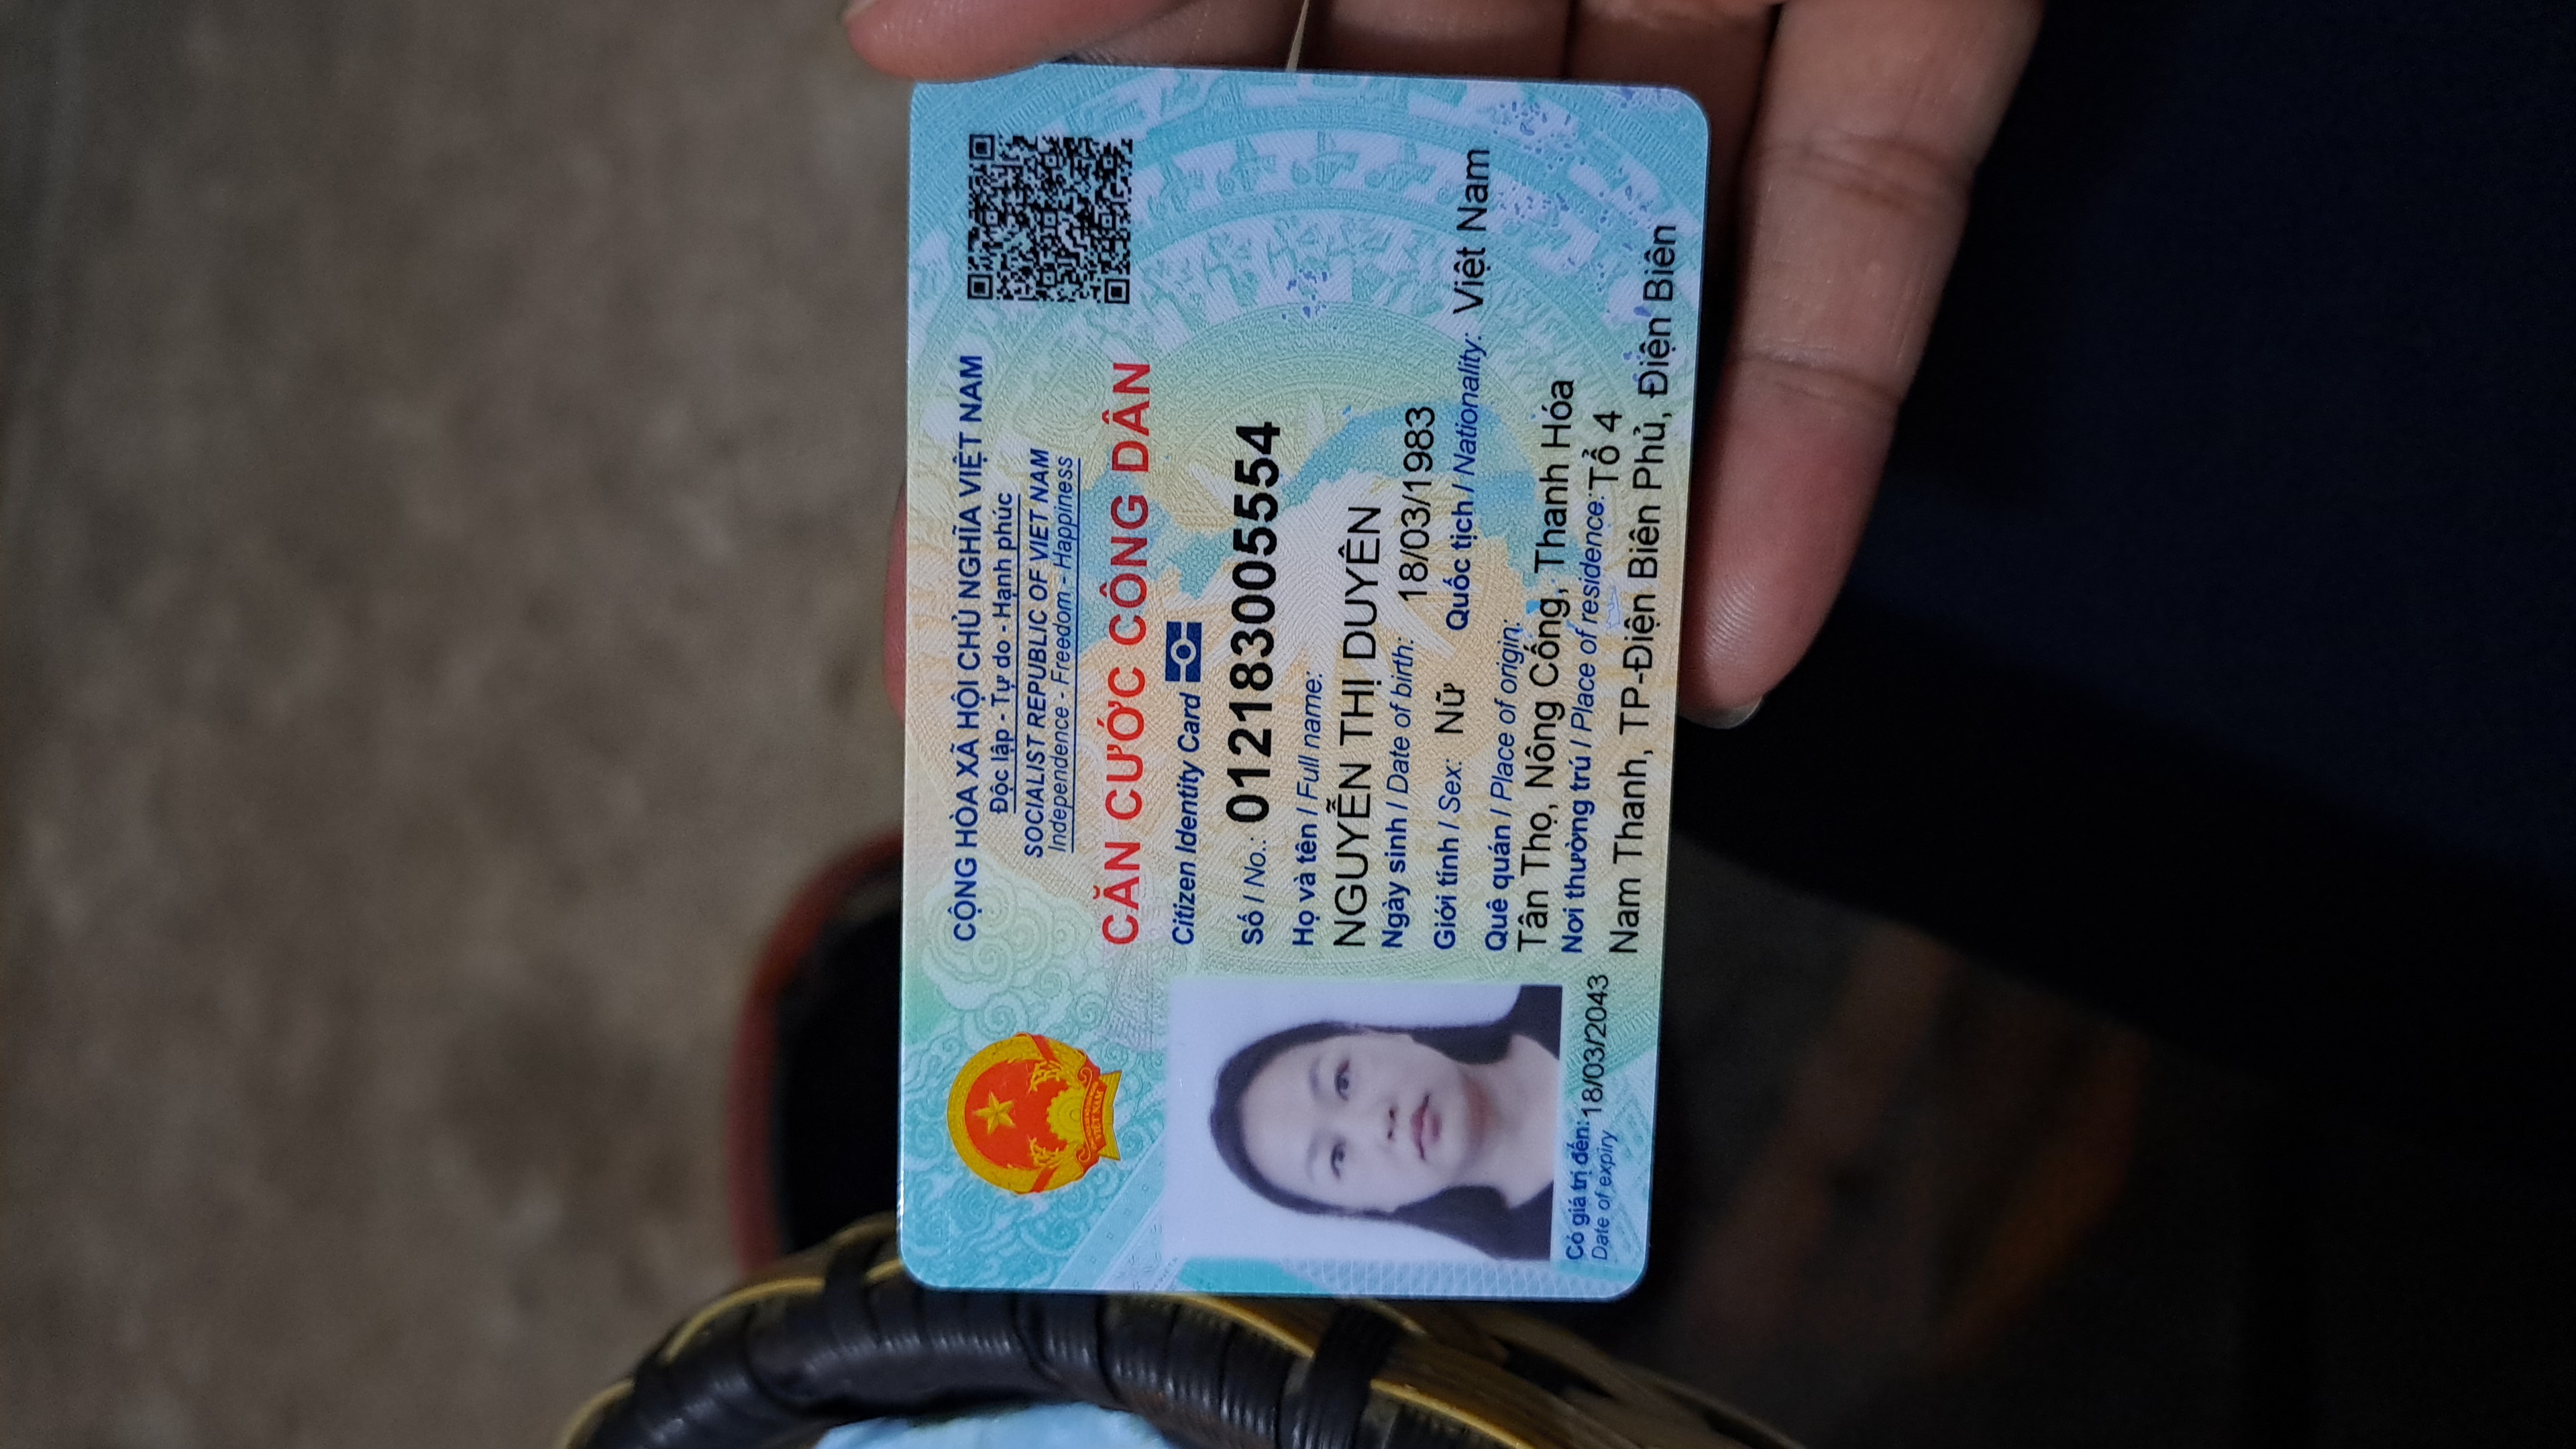 CỘNG HÒA XÃ HỘI CHỦ NGHĨA VIỆT NAM
Độc lập - Tự do - Hạnh phúc
SOCIALIST REPUBLIC OF VIET NAM
Independence - Freedom - Happiness
CĂN CƯỚC CÔNG DÂN
Citizen Identity Card
Số / No.: 012183005554
Họ và tên / Full name:
NGUYỄN THỊ DUYÊN
Ngày sinh / Date of birth: 18/03/1983
Giới tính / Sex: Nữ Quốc tịch / Nationality: Việt Nam
Quê quán / Place of origin:
Tân Thọ, Nông Cống, Thanh Hóa
Nơi thường trú / Place of residence: Tổ 4
Nam Thanh, TP-Điện Biên Phủ, Điện Biên
Có giá trị đến: 18/03/2043
Date of expiry
VIỆT NAM